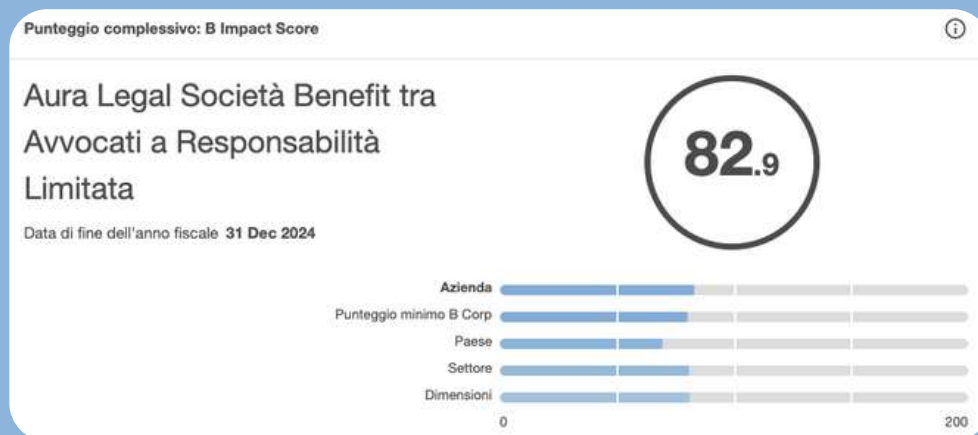 Punteggio complessivo: B Impact Score
Aura Legal Società Benefit tra
Avvocati a Responsabilità
Limitata
82.9
Data di fine dell'anno fiscale 31 Dec 2024
Azienda
Punteggio minimo B Corp
Paese
Settore
Dimensioni
0 200